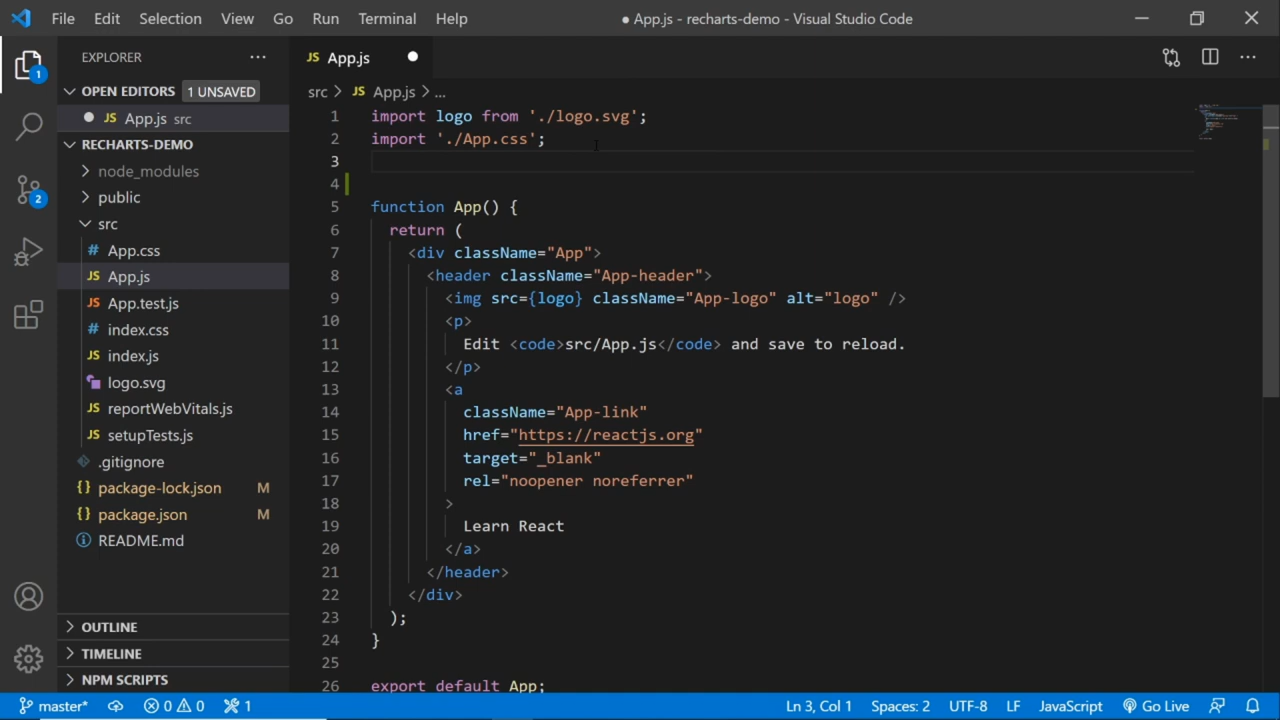 File Edit Selection View Go Run Terminal Help ● App.js - recharts-demo - Visual Studio Code
EXPLORER
JS App.js
OPEN EDITORS 1 UNSAVED
JS App.js src
RECHARTS-DEMO
node_modules
public
src
# App.css
JS App.js
JS App.test.js
# index.css
JS index.js
logo.svg
JS reportWebVitals.js
JS setupTests.js
.gitignore
{} package-lock.json M
{} package.json M
README.md
OUTLINE
TIMELINE
NPM SCRIPTS
1
2
src > JS App.js > ...
1 import logo from './logo.svg';
2 import './App.css';
3
4
5 function App() {
6 return (
7 <div className="App">
8 <header className="App-header">
9 <img src={logo} className="App-logo" alt="logo" />
10 <p>
11 Edit <code>src/App.js</code> and save to reload.
12 </p>
13 <a
14 className="App-link"
15 href="https://reactjs.org"
16 target="_blank"
17 rel="noopener noreferrer"
18 >
19 Learn React
20 </a>
21 </header>
22 </div>
23 );
24 }
25
26 export default App;
master* 0 0 1 Ln 3, Col 1 Spaces: 2 UTF-8 LF JavaScript Go Live